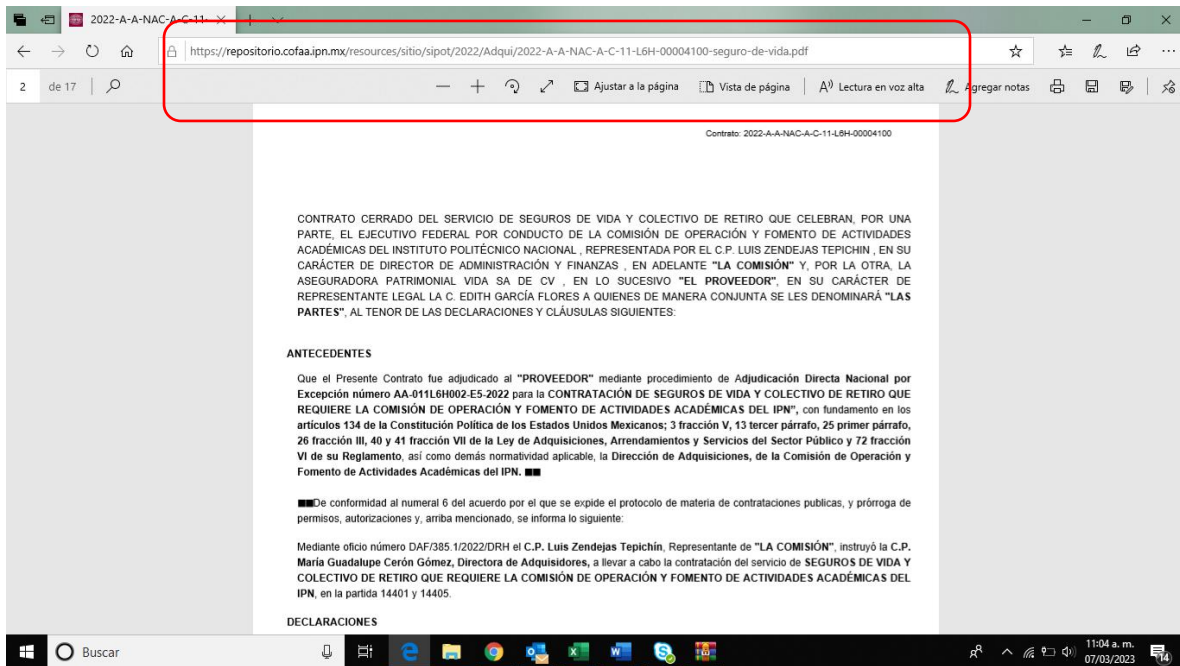 2022-A-A-NAC-A-C-11-
https://repositorio.cofaa.ipn.mx/resources/sitio/sipot/2022/Adqui/2022-A-A-NAC-A-C-11-L6H-00004100-seguro-de-vida.pdf
2 de 17 Ajustar a la página Vista de página Lectura en voz alta Agregar notas
Contrato: 2022-A-A-NAC-A-C-11-L6H-00004100
CONTRATO CERRADO DEL SERVICIO DE SEGUROS DE VIDA Y COLECTIVO DE RETIRO QUE CELEBRAN, POR UNA
PARTE, EL EJECUTIVO FEDERAL POR CONDUCTO DE LA COMISIÓN DE OPERACIÓN Y FOMENTO DE ACTIVIDADES
ACADÉMICAS DEL INSTITUTO POLITÉCNICO NACIONAL , REPRESENTADA POR EL C.P. LUIS ZENDEJAS TEPICHIN , EN SU
CARÁCTER DE DIRECTOR DE ADMINISTRACIÓN Y FINANZAS , EN ADELANTE "LA COMISIÓN" Y, POR LA OTRA, LA
ASEGURADORA PATRIMONIAL VIDA SA DE CV , EN LO SUCESIVO "EL PROVEEDOR", EN SU CARÁCTER DE
REPRESENTANTE LEGAL LA C. EDITH GARCÍA FLORES A QUIENES DE MANERA CONJUNTA SE LES DENOMINARÁ "LAS
PARTES", AL TENOR DE LAS DECLARACIONES Y CLÁUSULAS SIGUIENTES:
ANTECEDENTES
Que el Presente Contrato fue adjudicado al "PROVEEDOR" mediante procedimiento de Adjudicación Directa Nacional por
Excepción número AA-011L6H002-E5-2022 para la CONTRATACIÓN DE SEGUROS DE VIDA Y COLECTIVO DE RETIRO QUE
REQUIERE LA COMISIÓN DE OPERACIÓN Y FOMENTO DE ACTIVIDADES ACADÉMICAS DEL IPN", con fundamento en los
artículos 134 de la Constitución Política de los Estados Unidos Mexicanos; 3 fracción V, 13 tercer párrafo, 25 primer párrafo,
26 fracción III, 40 y 41 fracción VII de la Ley de Adquisiciones, Arrendamientos y Servicios del Sector Público y 72 fracción
VI de su Reglamento, así como demás normatividad aplicable, la Dirección de Adquisiciones, de la Comisión de Operación y
Fomento de Actividades Académicas del IPN. ■■
■■De conformidad al numeral 6 del acuerdo por el que se expide el protocolo de materia de contrataciones publicas, y prórroga de
permisos, autorizaciones y, arriba mencionado, se informa lo siguiente:
Mediante oficio número DAF/385.1/2022/DRH el C.P. Luis Zendejas Tepichín, Representante de "LA COMISIÓN", instruyó la C.P.
María Guadalupe Cerón Gómez, Directora de Adquisidores, a llevar a cabo la contratación del servicio de SEGUROS DE VIDA Y
COLECTIVO DE RETIRO QUE REQUIERE LA COMISIÓN DE OPERACIÓN Y FOMENTO DE ACTIVIDADES ACADÉMICAS DEL
IPN, en la partida 14401 y 14405.
DECLARACIONES
Buscar
11:04 a. m.
07/03/2023
14